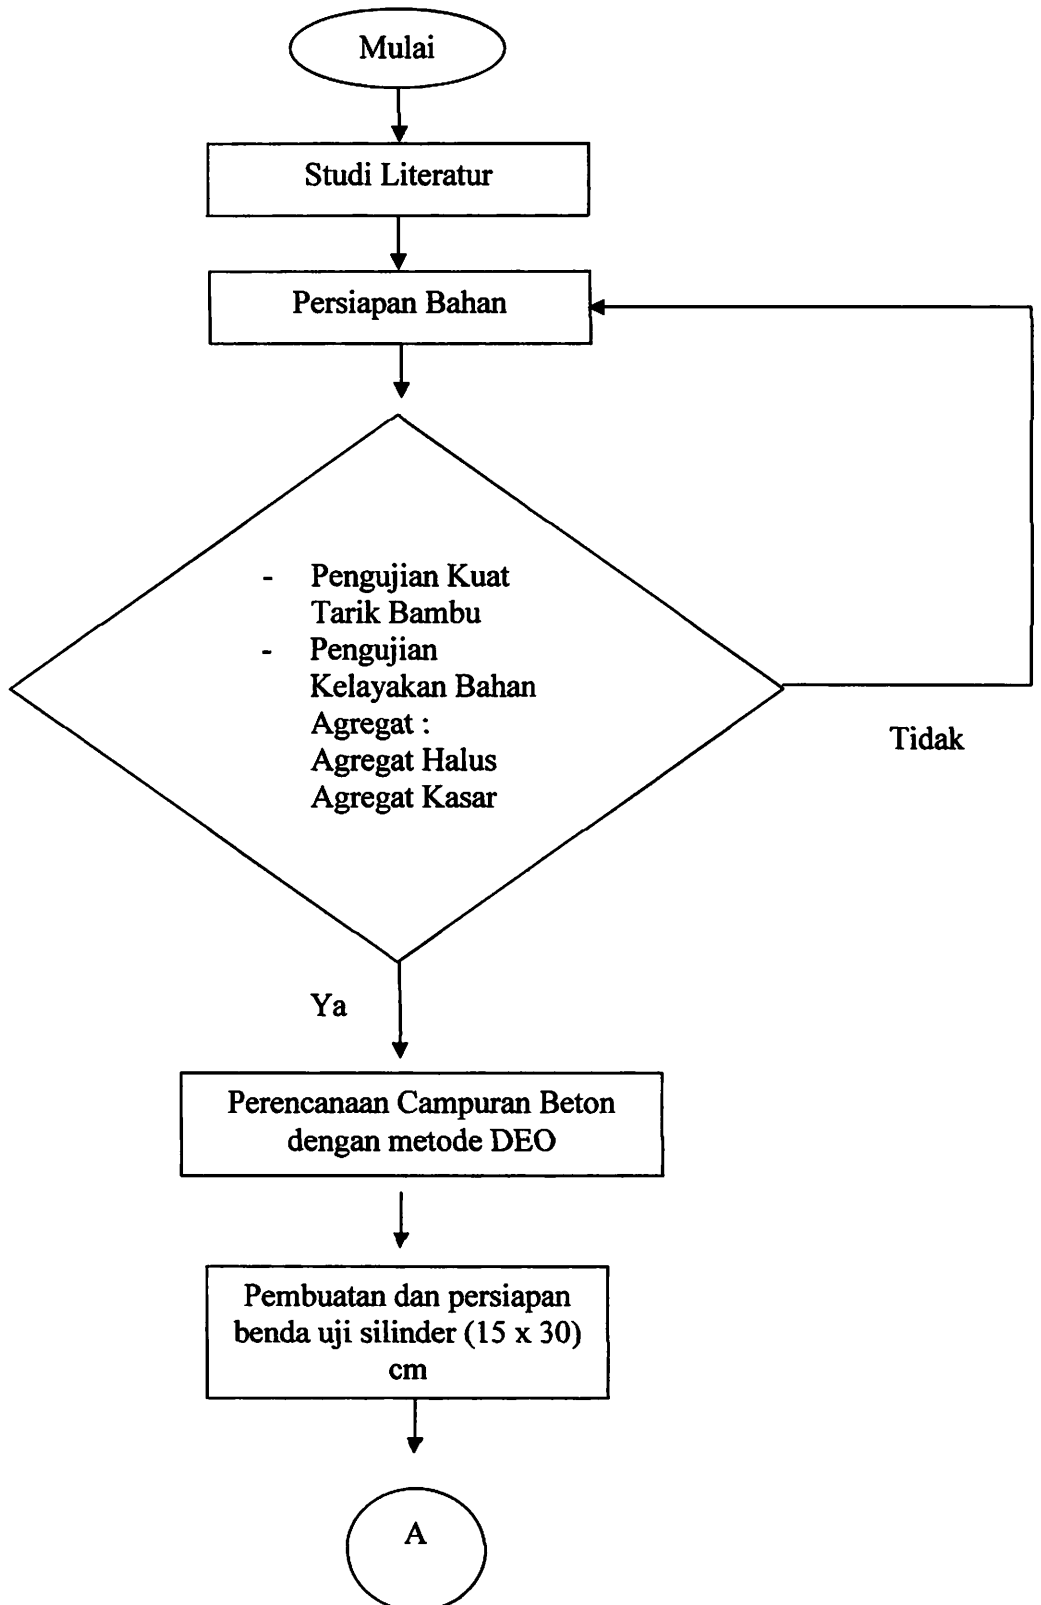 Mulai
Studi Literatur
Persiapan Bahan
- Pengujian Kuat
Tarik Bambu
- Pengujian
Kelayakan Bahan
Agregat :
Agregat Halus
Agregat Kasar
Tidak
Ya
Perencanaan Campuran Beton
dengan metode DEO
Pembuatan dan persiapan
benda uji silinder (15 x 30)
cm
A